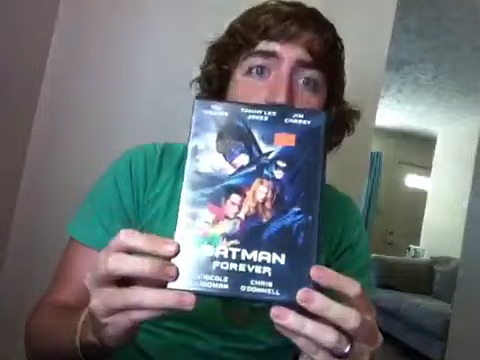 VAL TOMMY LEE JIM
KILMER JONES CARREY
BATMAN
FOREVER
NICOLE CHRIS
KIDMAN O'DONNELL